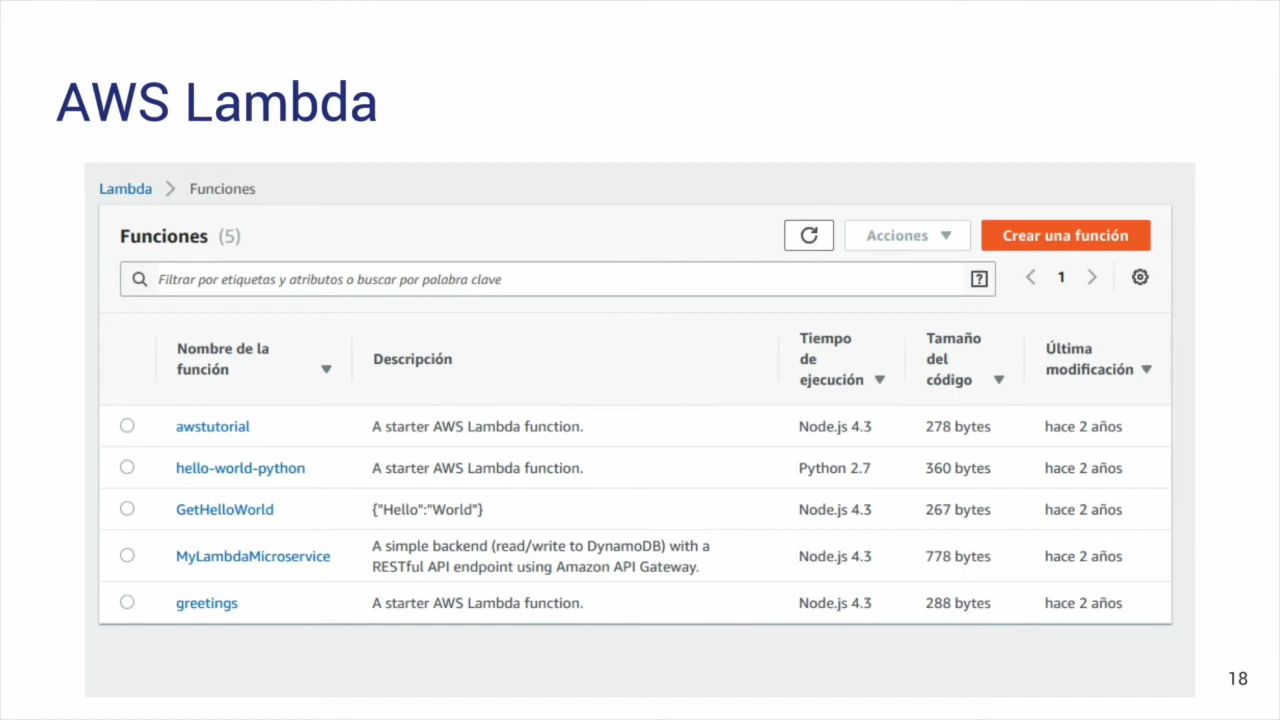 AWS Lambda
Lambda > Funciones
Funciones (5)
Acciones
Crear una función
Filtrar por etiquetas y atributos o buscar por palabra clave
?
1
Nombre de la función
Descripción
Tiempo de ejecución
Tamaño del código
Última modificación
awstutorial A starter AWS Lambda function. Node.js 4.3 278 bytes hace 2 años
hello-world-python A starter AWS Lambda function. Python 2.7 360 bytes hace 2 años
GetHelloWorld {"Hello":"World"} Node.js 4.3 267 bytes hace 2 años
MyLambdaMicroservice A simple backend (read/write to DynamoDB) with a
RESTful API endpoint using Amazon API Gateway. Node.js 4.3 778 bytes hace 2 años
greetings A starter AWS Lambda function. Node.js 4.3 288 bytes hace 2 años
18